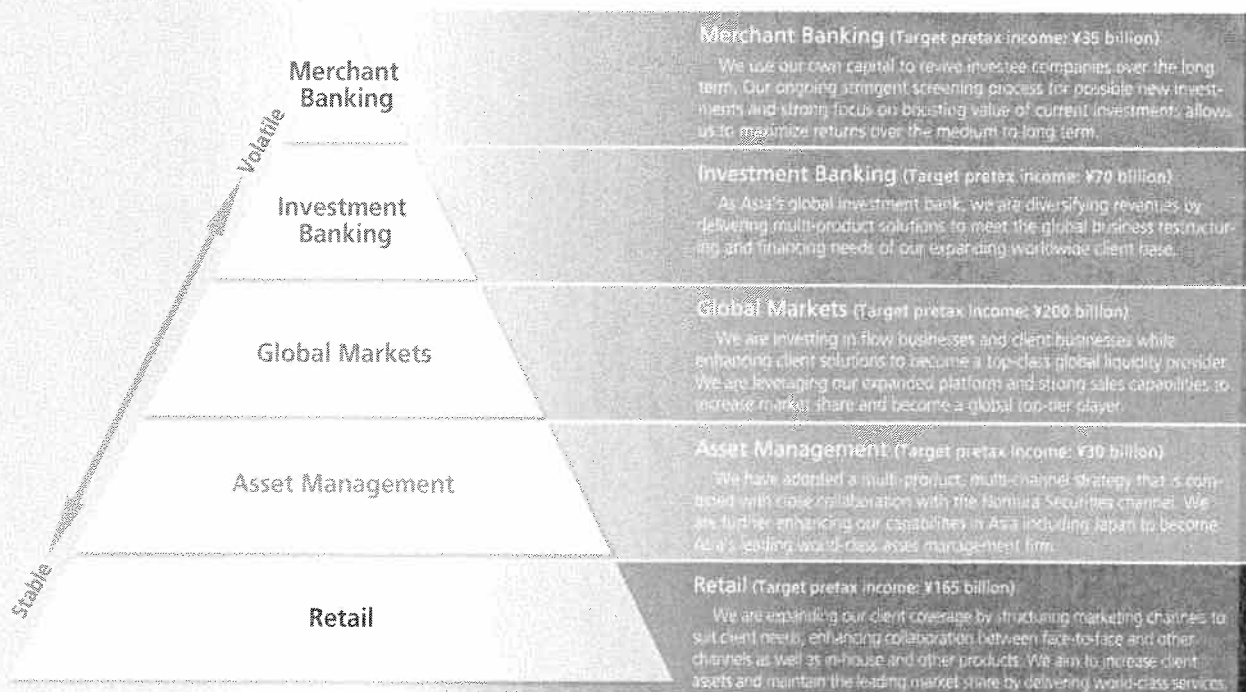 Merchant
Banking
Investment
Banking
Global Markets
Asset Management
Retail
Volatile
Stable
Merchant Banking (Target pretax income: ¥35 billion)
We use our own capital to revive investee companies over the long
term. Our ongoing stringent screening process for possible new invest-
ments and strong focus on boosting value of current investments allows
us to maximize returns over the medium to long term.
Investment Banking (Target pretax income: ¥70 billion)
As Asia's global investment bank, we are diversifying revenues by
delivering multi-product solutions to meet the global business restructur-
ing and financing needs of our expanding worldwide client base.
Global Markets (Target pretax income: ¥200 billion)
We are investing in flow businesses and client businesses while
enhancing client solutions to become a top-class global liquidity provider.
We are leveraging our expanded platform and strong sales capabilities to
increase market share and become a global top-tier player.
Asset Management (Target pretax income: ¥30 billion)
We have adopted a multi-product, multi-channel strategy that is com-
bined with close collaboration with the Nomura Securities channel. We
are further enhancing our capabilities in Asia including Japan to become
Asia's leading world-class asset management firm.
Retail (Target pretax income: ¥165 billion)
We are expanding our client coverage by structuring marketing channels to
suit client needs, enhancing collaboration between face-to-face and other
channels as well as in-house and other products. We aim to increase client
assets and maintain the leading market share by delivering world-class services.